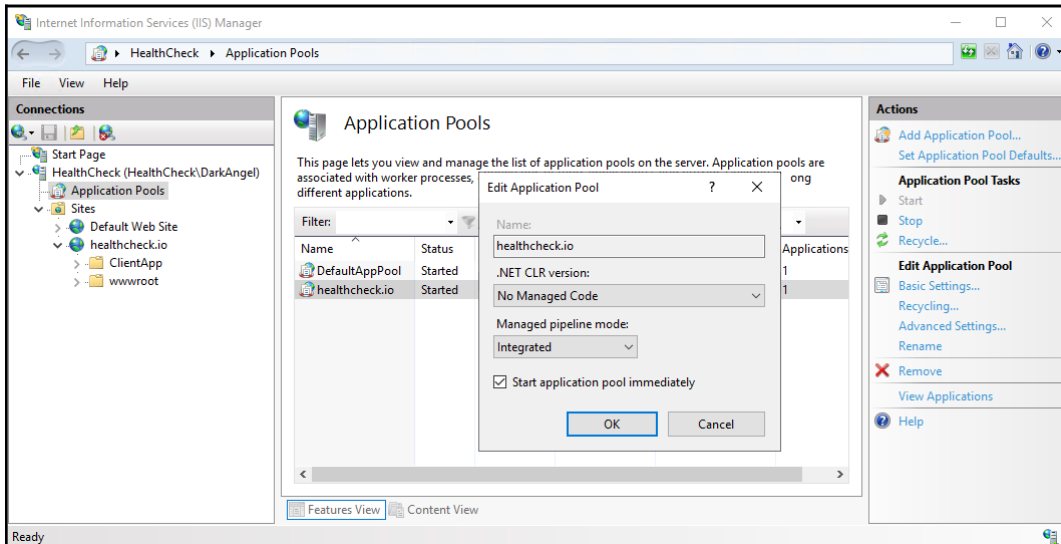 Internet Information Services (IIS) Manager
HealthCheck
Application Pools
File View Help
Connections
Start Page
HealthCheck (HealthCheck\DarkAngel)
Application Pools
Sites
Default Web Site
healthcheck.io
ClientApp
wwwroot
Application Pools
This page lets you view and manage the list of application pools on the server. Application pools are
associated with worker processes, ong
different applications.
Filter:
Name Status Applications
DefaultAppPool Started 1
healthcheck.io Started 1
Edit Application Pool ?
Name:
healthcheck.io
.NET CLR version:
No Managed Code
Managed pipeline mode:
Integrated
Start application pool immediately
OK Cancel
Features View Content View
Actions
Add Application Pool...
Set Application Pool Defaults...
Application Pool Tasks
Start
Stop
Recycle...
Edit Application Pool
Basic Settings...
Recycling...
Advanced Settings...
Rename
Remove
View Applications
Help
Ready